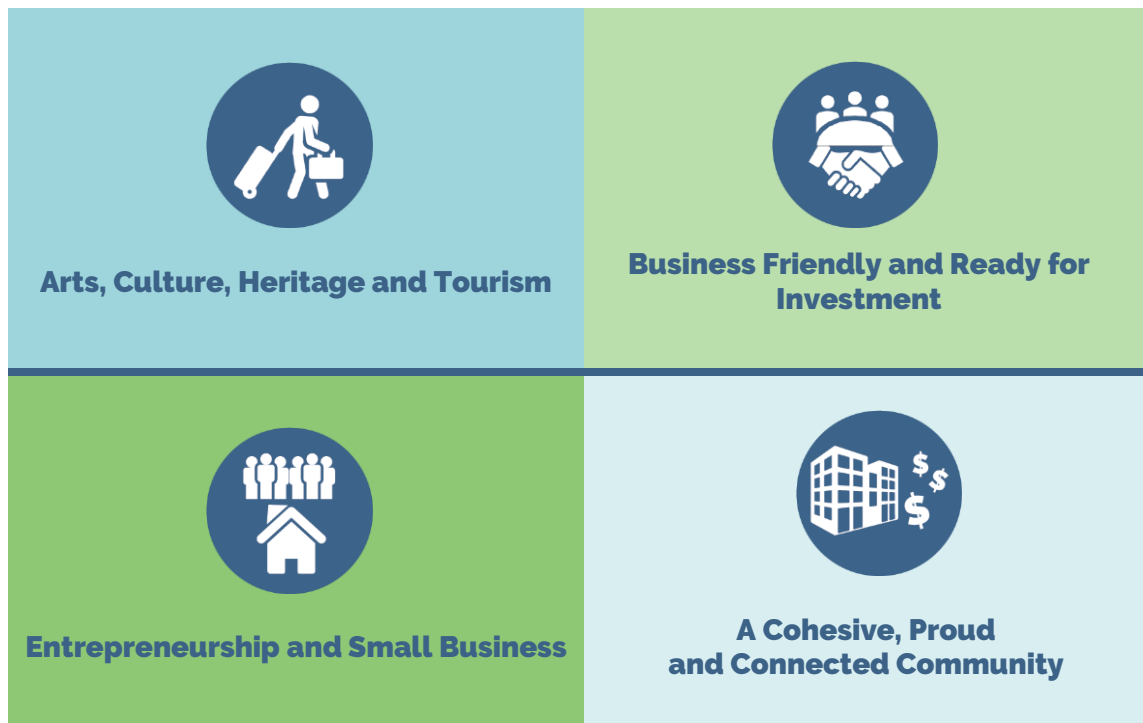 Arts, Culture, Heritage and Tourism
Business Friendly and Ready for
Investment
$
$
$
Entrepreneurship and Small Business
A Cohesive, Proud
and Connected Community